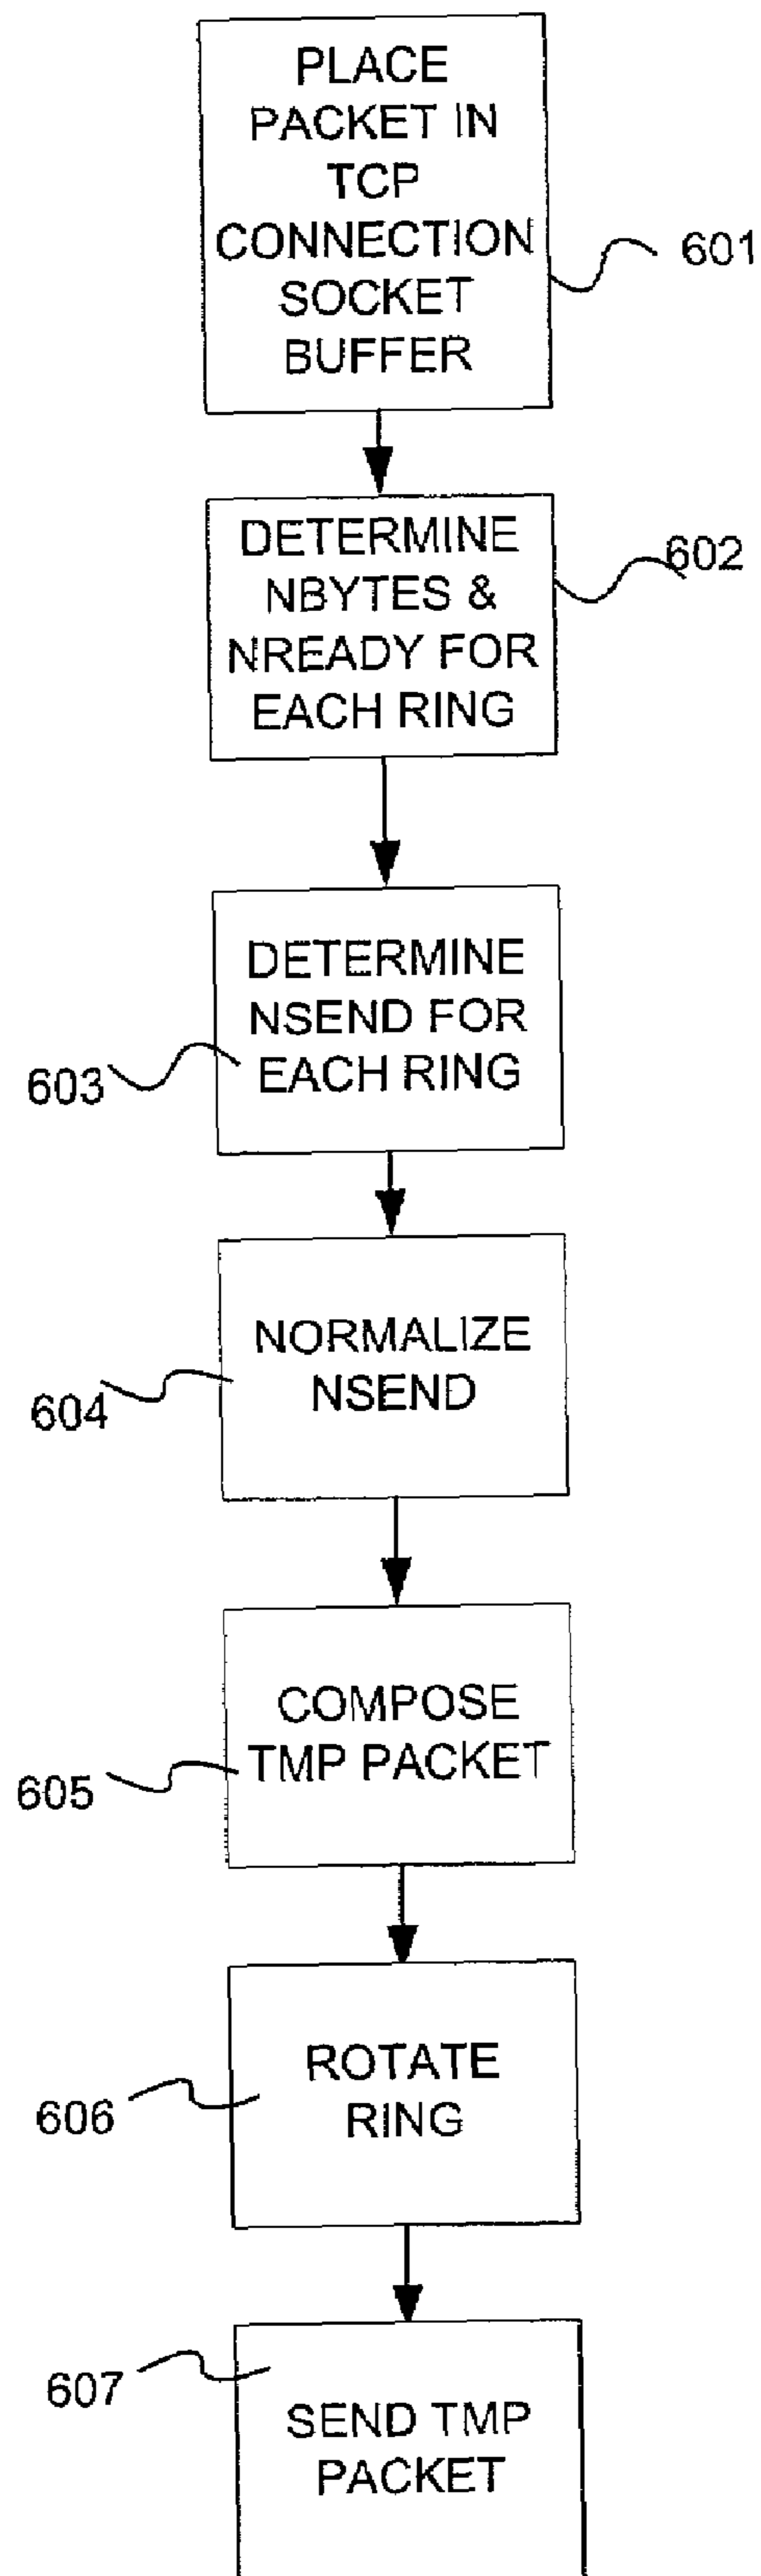 PLACE
PACKET IN
TCP
CONNECTION
SOCKET
BUFFER
601
DETERMINE
NBYTES &
NREADY FOR
EACH RING
602
DETERMINE
NSEND FOR
EACH RING
603
NORMALIZE
NSEND
604
COMPOSE
TMP PACKET
605
ROTATE
RING
606
607
SEND TMP
PACKET